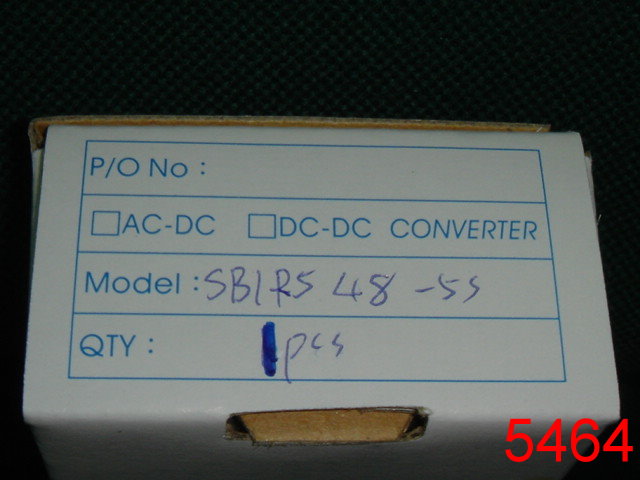 P/O No :
☐AC-DC ☐DC-DC CONVERTER
Model : SB1R5 48 -5S
QTY : 1pcs
5464